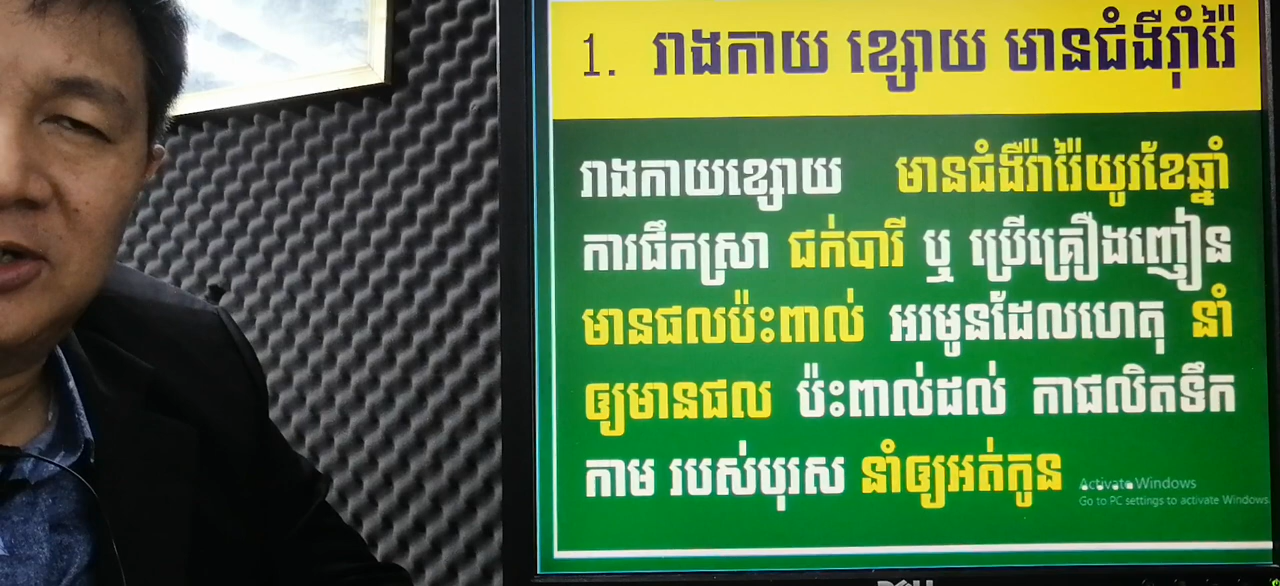 1. រាងកាយ ខ្សោយ មានជំងឺរ៉ាំរ៉ៃ
រាងកាយខ្សោយ មានជំងឺរ៉ារ៉ៃយូរខែឆ្នាំ
ការផឹកស្រា ជក់បារី ឬ ប្រើគ្រឿងញៀន
មានផលប៉ះពាល់ អរមូនដែលហេតុ នាំ
ឲ្យមានផល ប៉ះពាល់ដល់ កាផលិតទឹក
កាម របស់បុរស នាំឲ្យអត់កូន .....
Activate Windows
Go to PC settings to activate Windows.